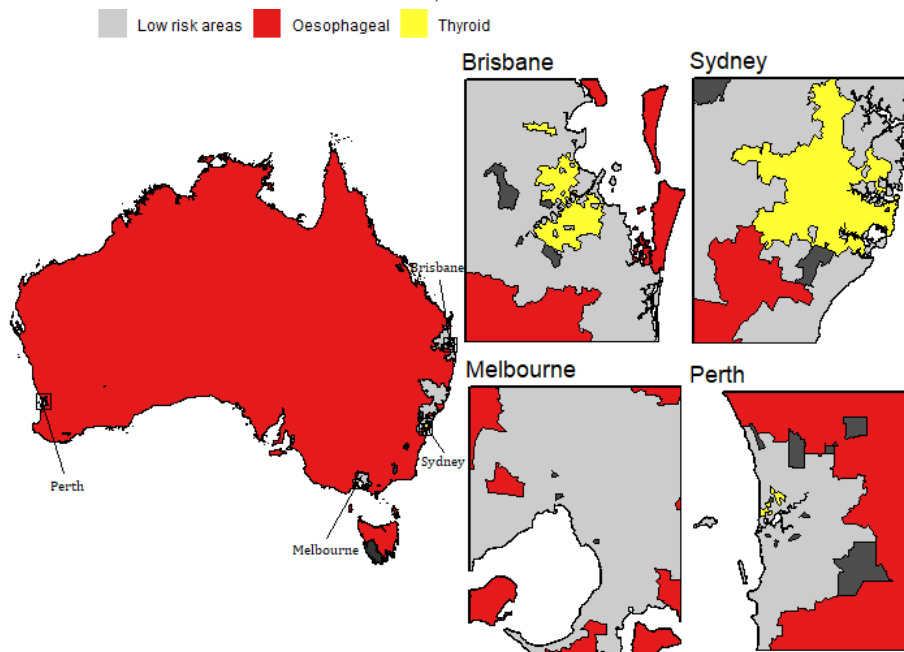 Low risk areas Oesophageal Thyroid
Brisbane Sydney
Brisbane
Melbourne Perth
Sydney
Perth
Melbourne